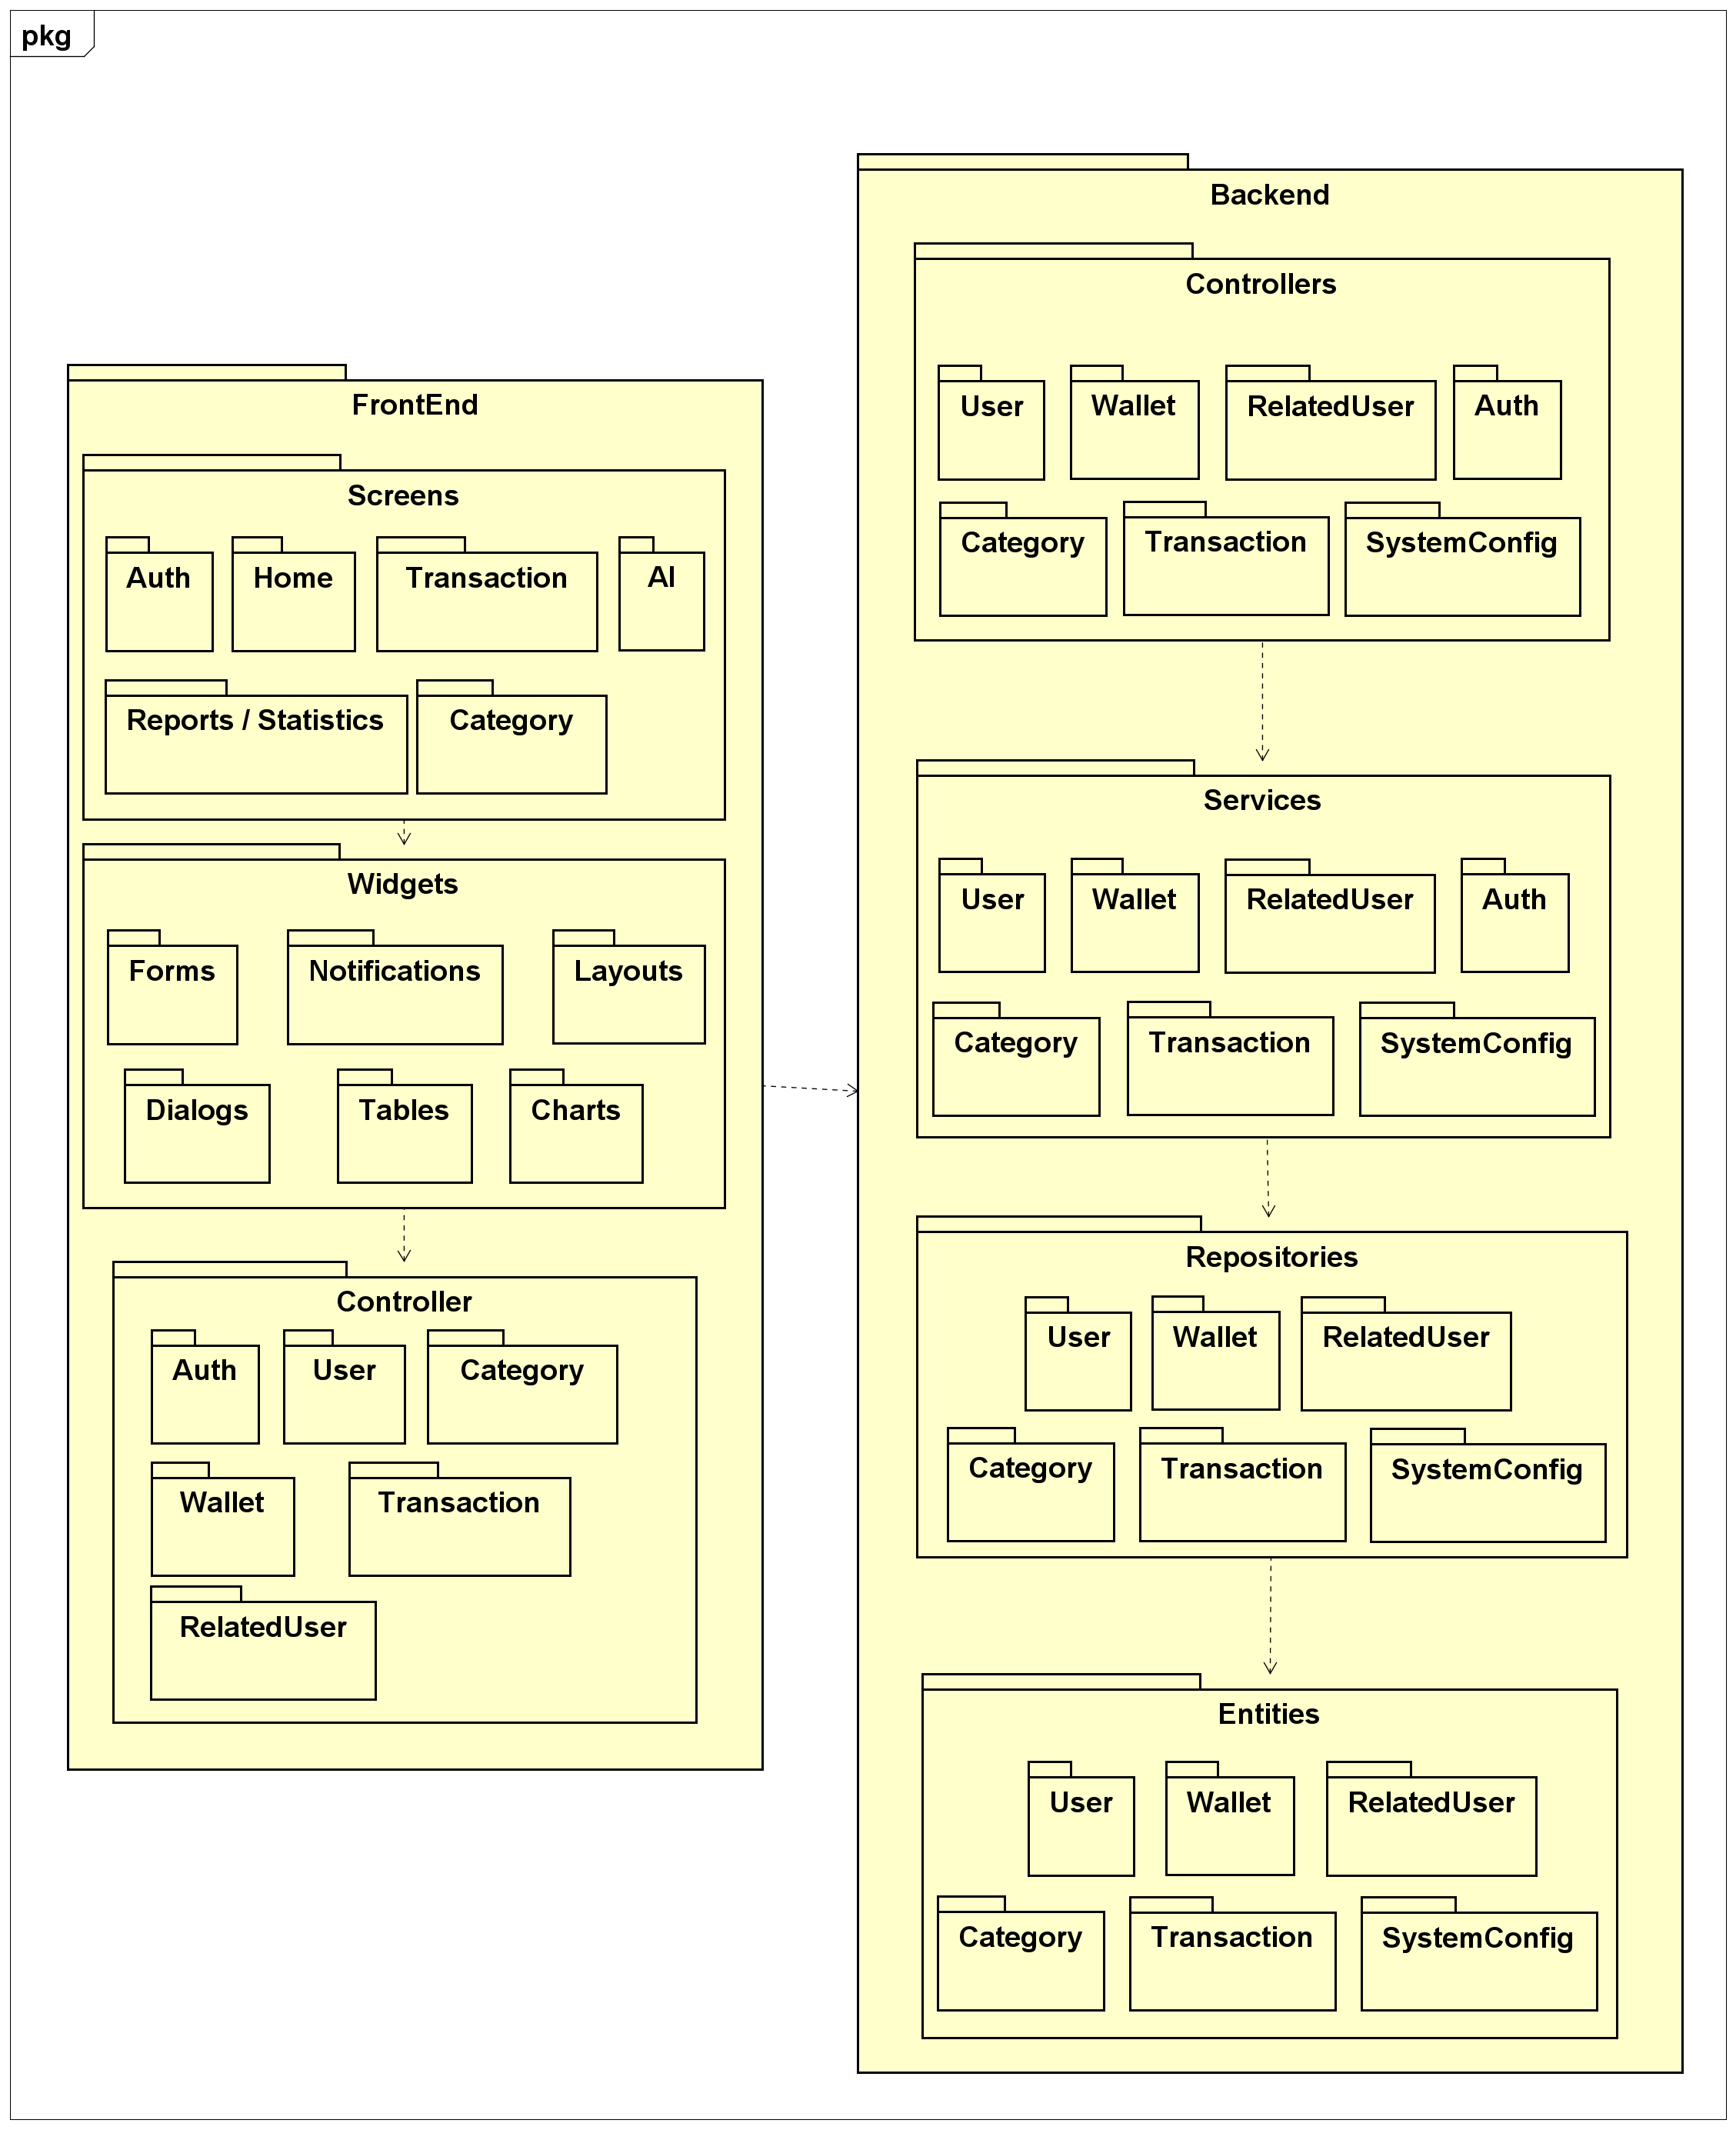 pkg
FrontEnd
Screens
Auth Home Transaction AI
Reports / Statistics Category
Widgets
Forms Notifications Layouts
Dialogs Tables Charts
Controller
Auth User Category
Wallet Transaction
RelatedUser
Backend
Controllers
User Wallet RelatedUser Auth
Category Transaction SystemConfig
Services
User Wallet RelatedUser Auth
Category Transaction SystemConfig
Repositories
User Wallet RelatedUser
Category Transaction SystemConfig
Entities
User Wallet RelatedUser
Category Transaction SystemConfig